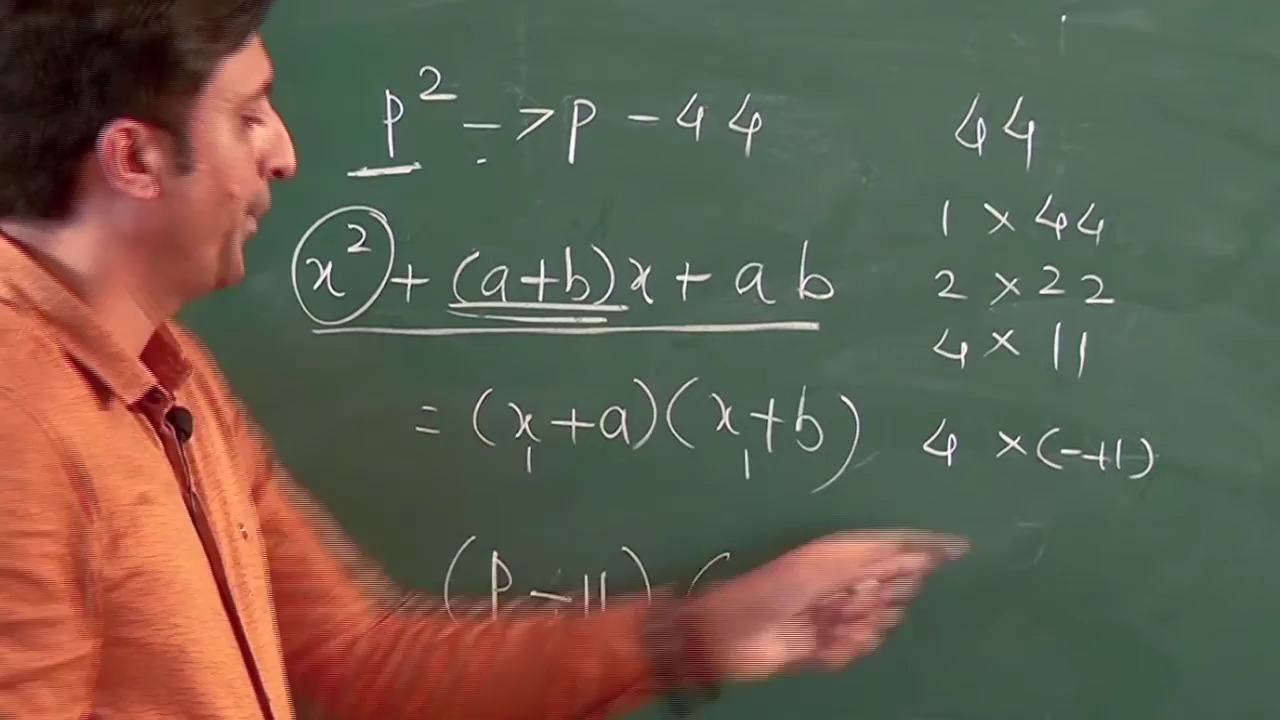 p² - 7p - 44
x² + (a+b)x + ab
= (x+a)(x+b)
(P - 11) (
44
1 × 44
2 × 22
4 × 11
4 × (-11)